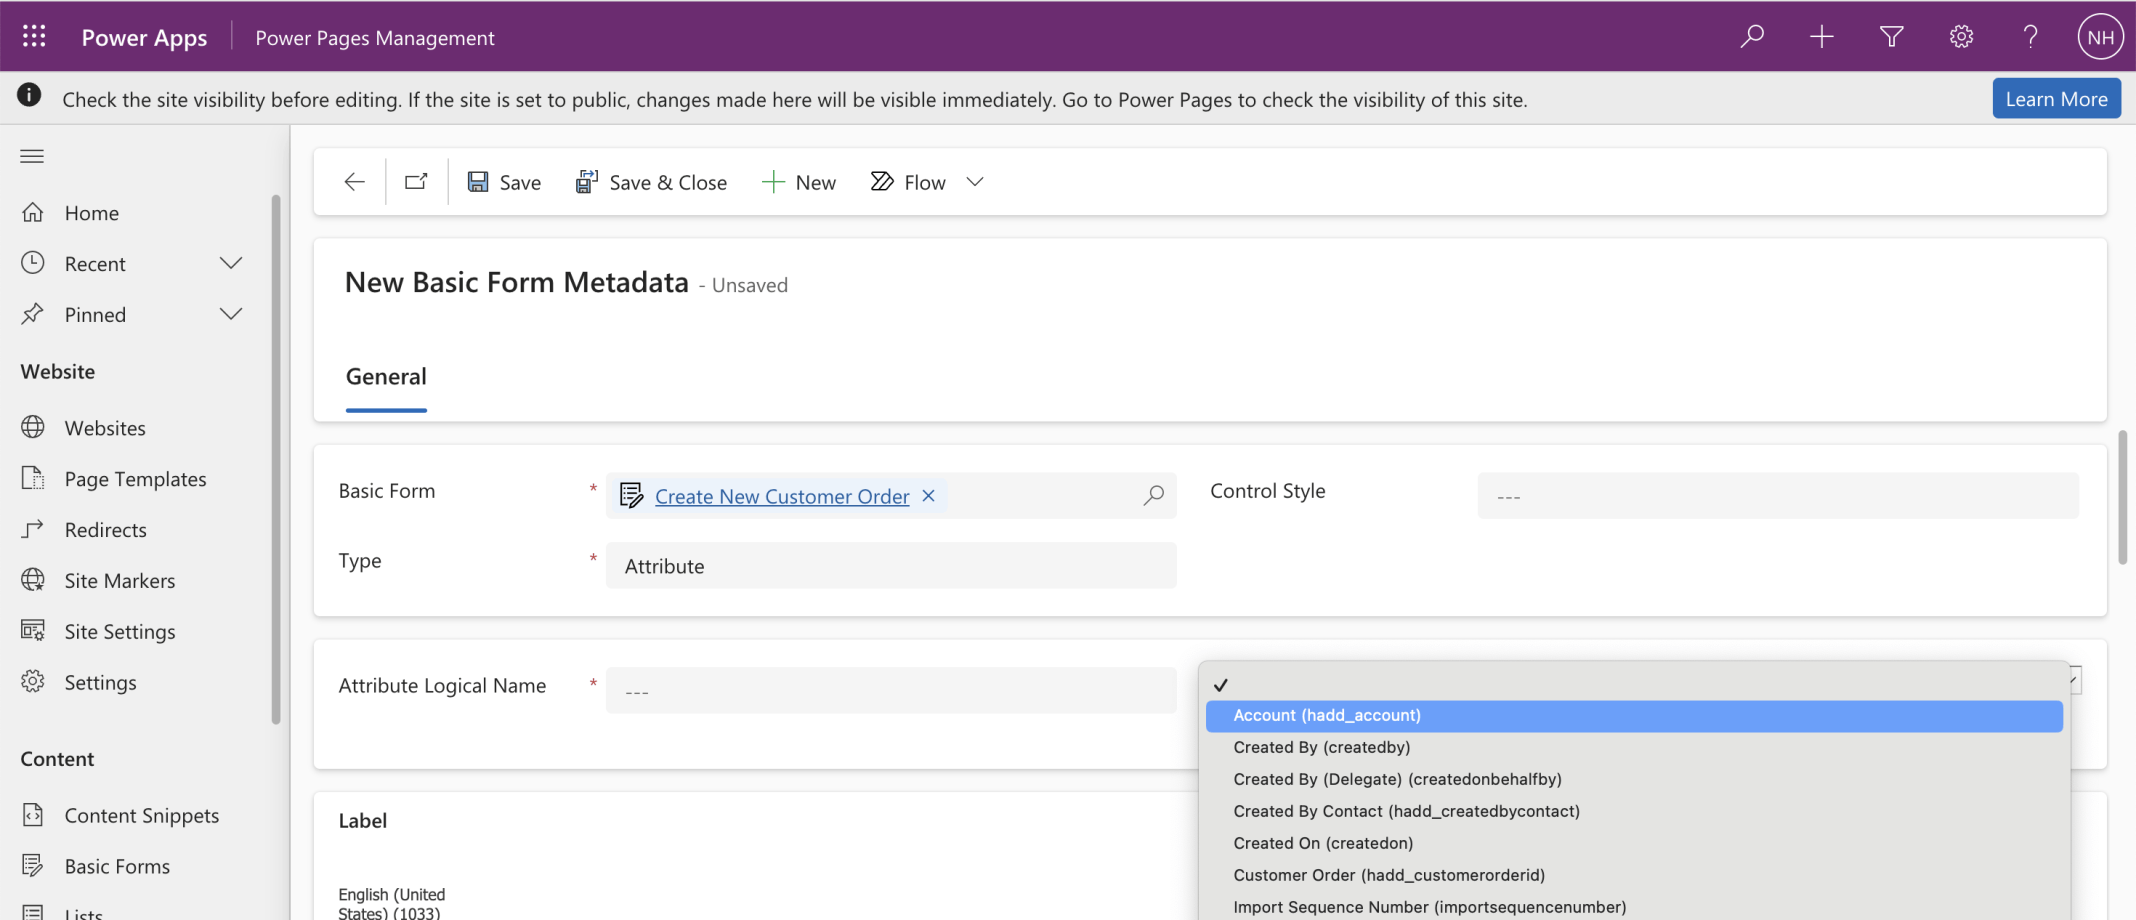 Power Apps
Power Pages Management
NH
Check the site visibility before editing. If the site is set to public, changes made here will be visible immediately. Go to Power Pages to check the visibility of this site.
Learn More
Save
Save & Close
New
Flow
Home
Recent
Pinned
Website
Websites
Page Templates
Redirects
Site Markers
Site Settings
Settings
Content
Content Snippets
Basic Forms
Lists
New Basic Form Metadata - Unsaved
General
Basic Form *
Create New Customer Order
Control Style
---
Type *
Attribute
Attribute Logical Name *
---
Account (hadd_account)
Created By (createdby)
Created By (Delegate) (createdonbehalfby)
Created By Contact (hadd_createdbycontact)
Created On (createdon)
Customer Order (hadd_customerorderid)
Import Sequence Number (importsequencenumber)
Label
English (United
States) (1033)